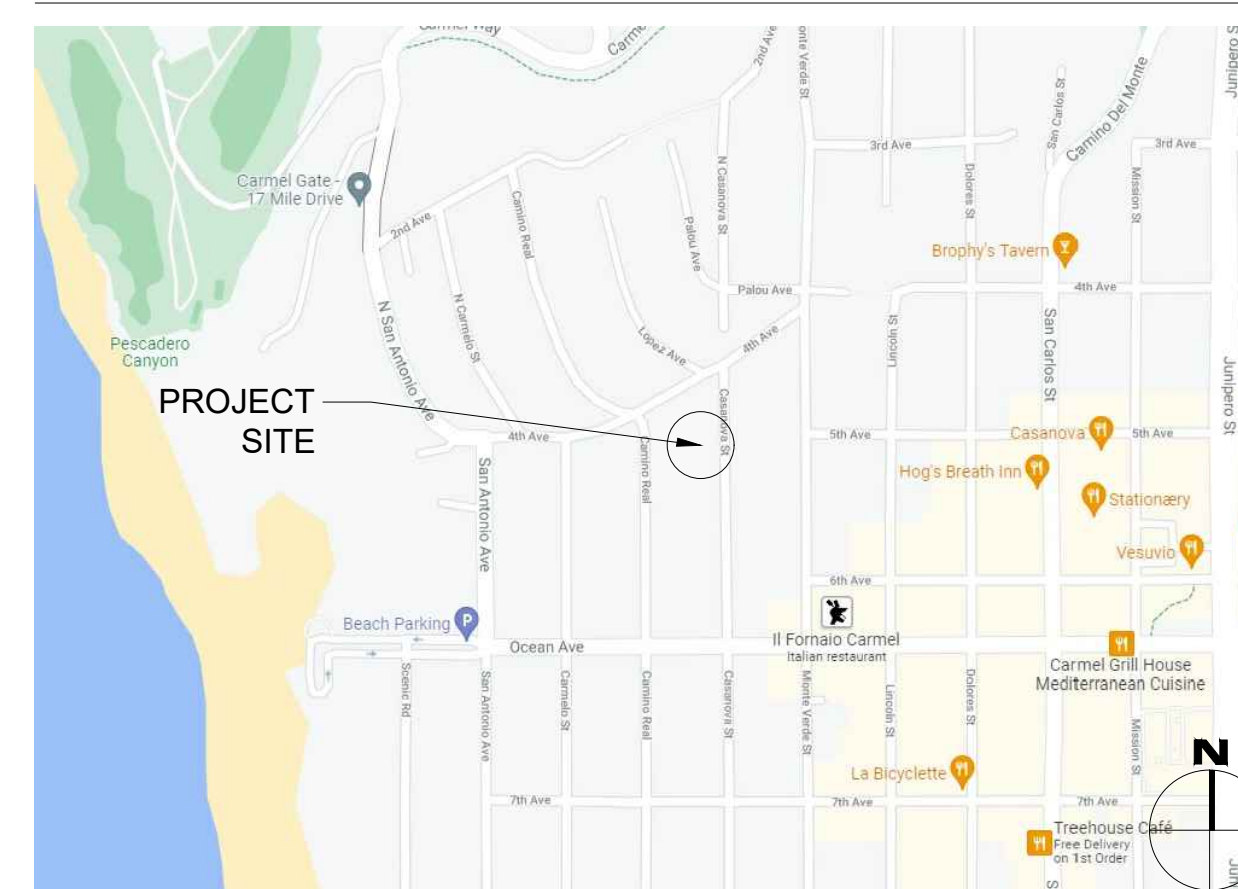 Carmel Way
Carme
2nd Ave
onte Verde St
San Carlos St
Camino Del Monte
Junipero S
3rd Ave
3rd Ave
Carmel Gate -
17 Mile Drive
N Casanova St
Dolores St
Mission St
Camino Real
Palou Ave
2nd Ave
Brophy's Tavern
Palou Ave
4th Ave
N San Antonio Ave
N Carmelo St
Lopez Ave
4th Ave
Lincoln St
San Carlos St
Pescadero
Canyon
Junipero St
PROJECT
SITE
Casanova St
4th Ave
Camino Real
5th Ave
Casanova
5th Ave
Hog's Breath Inn
San Antonio Ave
Stationæry
Vesuvio
6th Ave
Beach Parking
P
Ocean Ave
Il Fornaio Carmel
Italian restaurant
Carmel Grill House
Mediterranean Cuisine
Scenic Rd
San Antonio Ave
Carmelo St
Camino Real
Casanova St
Monte Verde St
Lincoln St
Dolores St
Mission St
N
La Bicyclette
7th Ave
7th Ave
7th Ave
Treehouse Café
Free Delivery
on 1st Order
S
Jun